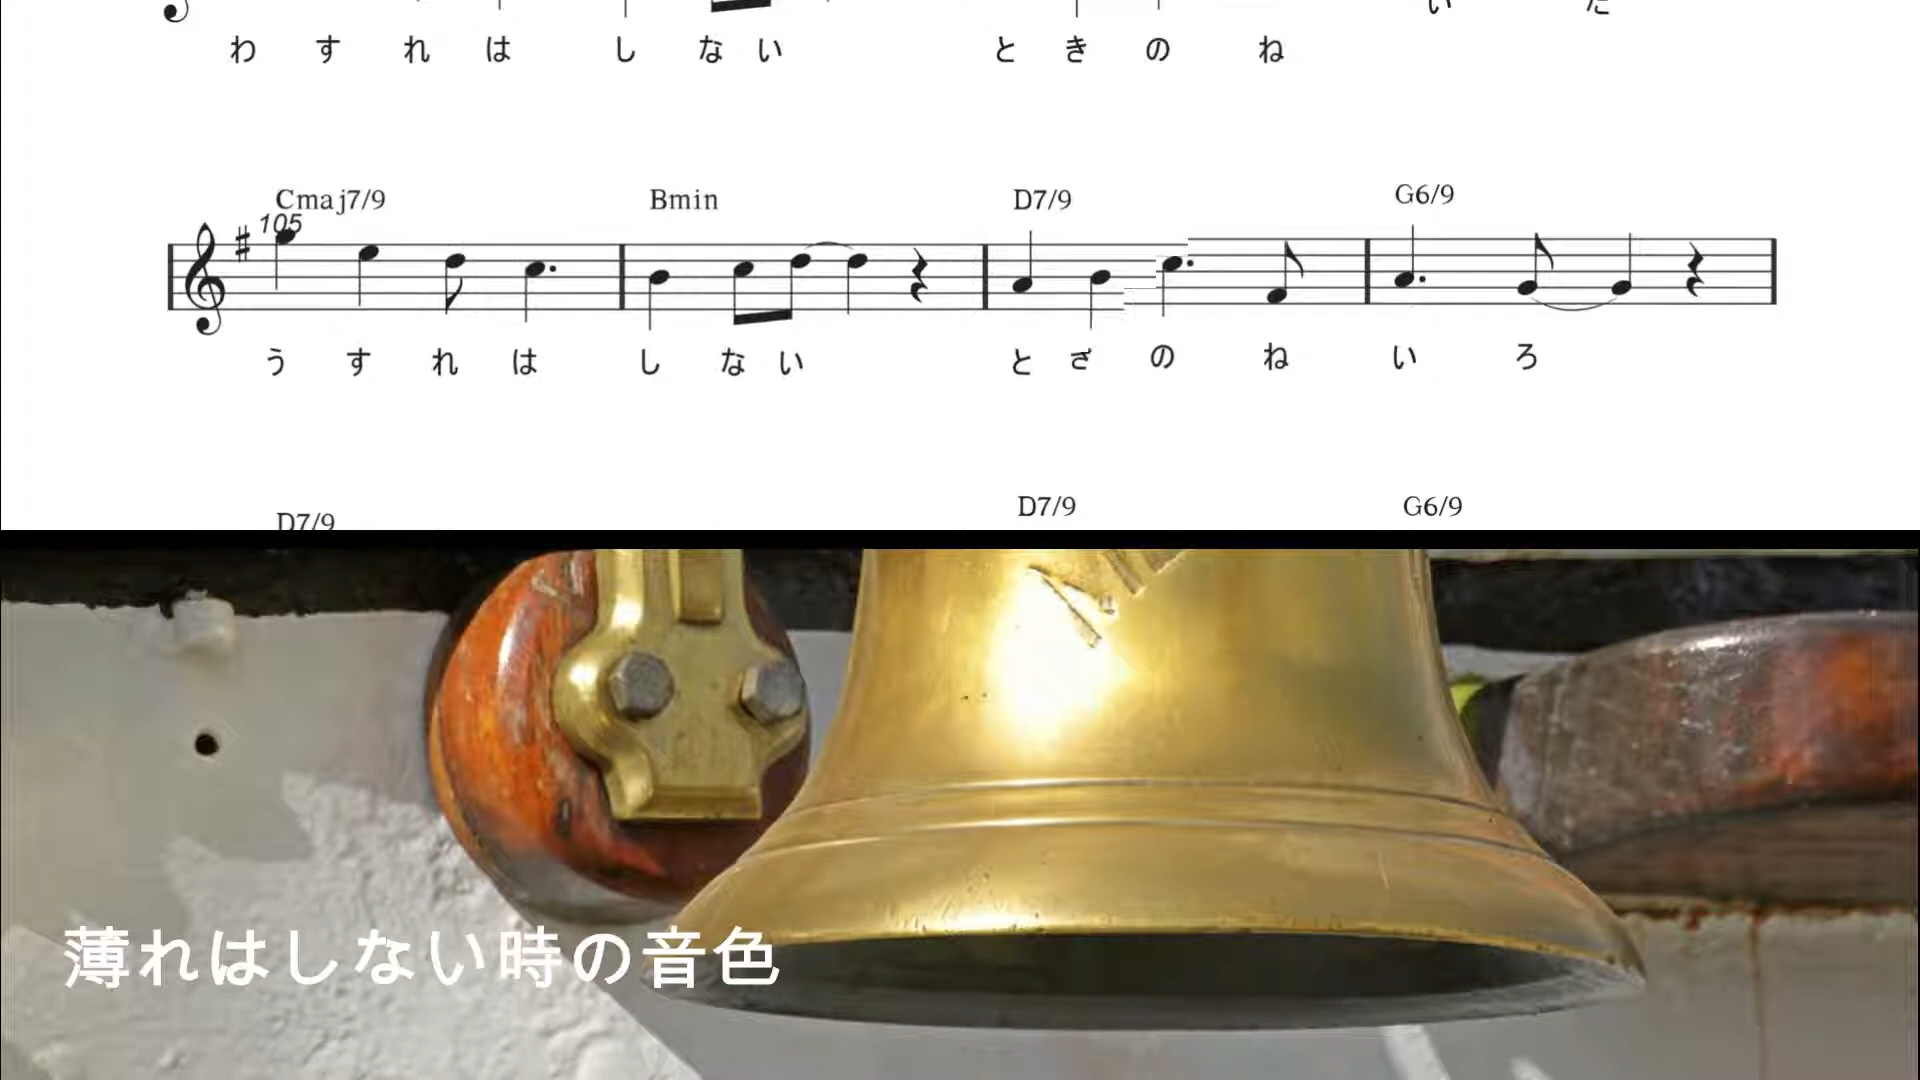 わ す れ は し な い と き の ね
Cmaj7/9 Bmin D7/9 G6/9
105
う す れ は し な い と き の ね い ろ
D7/9 D7/9 G6/9
薄れはしない時の音色